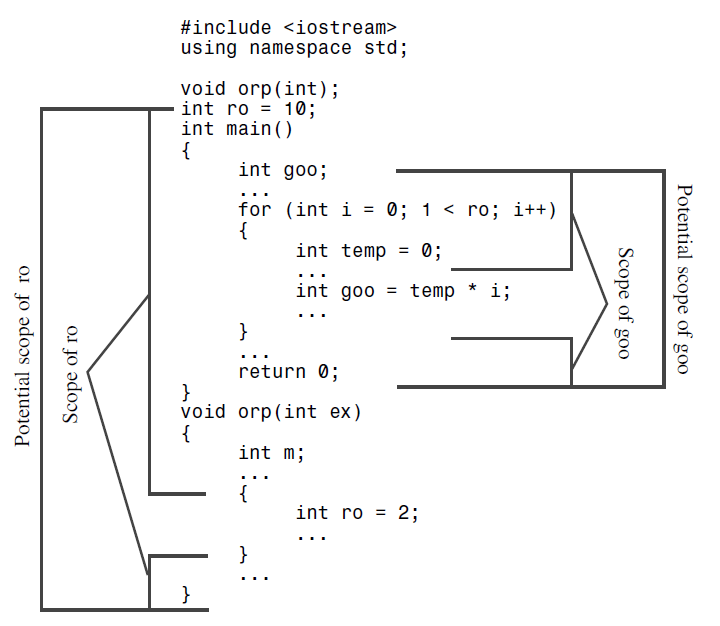 #include <iostream>
using namespace std;
void orp(int);
int ro = 10;
int main()
{
int goo;
...
for (int i = 0; 1 < ro; i++)
{
int temp = 0;
...
int goo = temp * i;
...
}
...
return 0;
}
void orp(int ex)
{
int m;
...
{
int ro = 2;
...
}
...
}
Potential scope of ro
Scope of ro
Scope of goo
Potential scope of goo